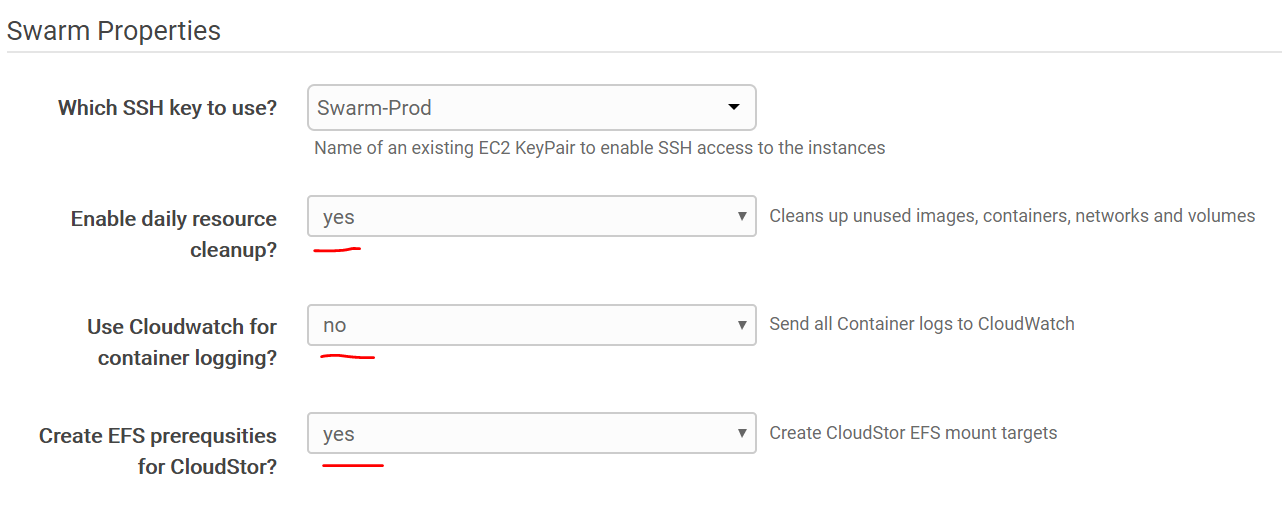 Swarm Properties
Which SSH key to use?
Swarm-Prod
Name of an existing EC2 KeyPair to enable SSH access to the instances
Enable daily resource
cleanup?
yes
Cleans up unused images, containers, networks and volumes
Use Cloudwatch for
container logging?
no
Send all Container logs to CloudWatch
Create EFS prerequsities
for CloudStor?
yes
Create CloudStor EFS mount targets